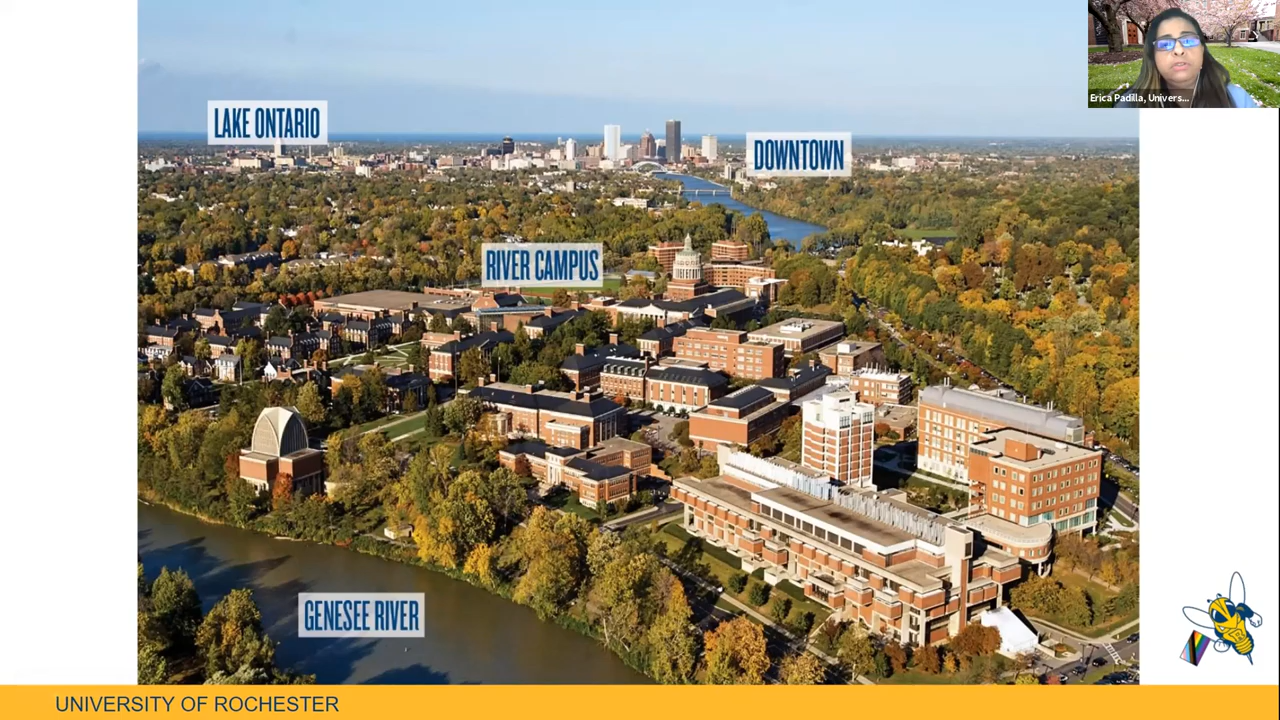 Erica Padilla, Univers...
LAKE ONTARIO
DOWNTOWN
RIVER CAMPUS
GENESEE RIVER
UNIVERSITY OF ROCHESTER